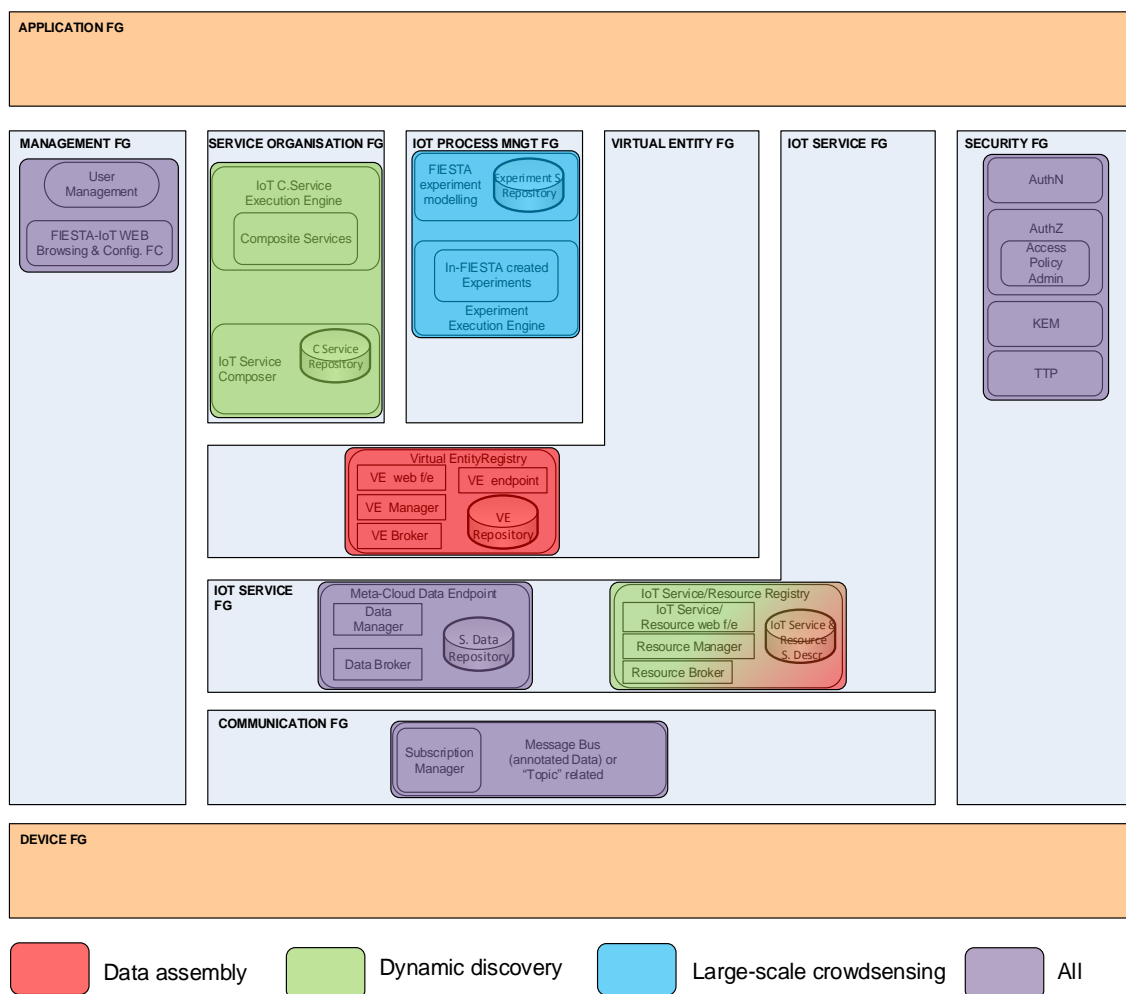 APPLICATION FG
MANAGEMENT FG
User
Management
FIESTA-IoT WEB
Browsing & Config. FC
SERVICE ORGANISATION FG
IoT C.Service
Execution Engine
Composite Services
IoT Service
Composer
C Service
Repository
IOT PROCESS MNGT FG
FIESTA
experiment
modelling
Experiment S.
Repository
In-FIESTA created
Experiments
Experiment
Execution Engine
VIRTUAL ENTITY FG
IOT SERVICE FG
SECURITY FG
AuthN
AuthZ
Access
Policy
Admin
KEM
TTP
Virtual EntityRegistry
VE web f/e
VE endpoint
VE Manager
VE Broker
VE
Repository
IOT SERVICE
FG
Meta-Cloud Data Endpoint
Data
Manager
Data Broker
S. Data
Repository
IoT Service/Resource Registry
IoT Service/
Resource web f/e
Resource Manager
Resource Broker
IoT Service &
Resource
S. Descr.
COMMUNICATION FG
Subscription
Manager
Message Bus
(annotated Data) or
“Topic” related
DEVICE FG
Data assembly
Dynamic discovery
Large-scale crowdsensing
All